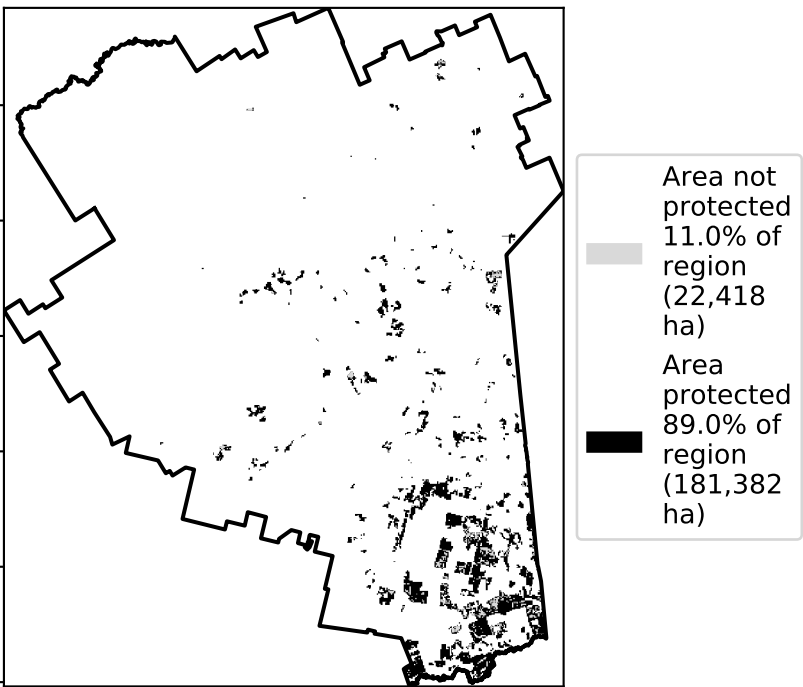 Area not
protected
11.0% of
region
(22,418
ha)
Area
protected
89.0% of
region
(181,382
ha)